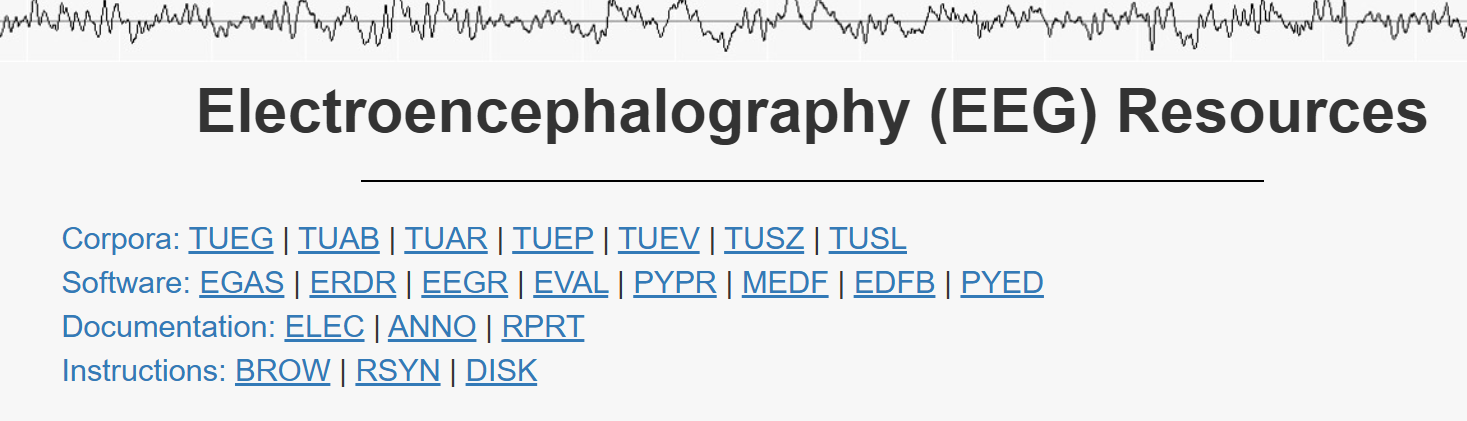 Electroencephalography (EEG) Resources
Corpora: TUEG | TUAB | TUAR | TUEP | TUEV | TUSZ | TUSL
Software: EGAS | ERDR | EEGR | EVAL | PYPR | MEDF | EDFB | PYED
Documentation: ELEC | ANNO | RPRT
Instructions: BROW | RSYN | DISK